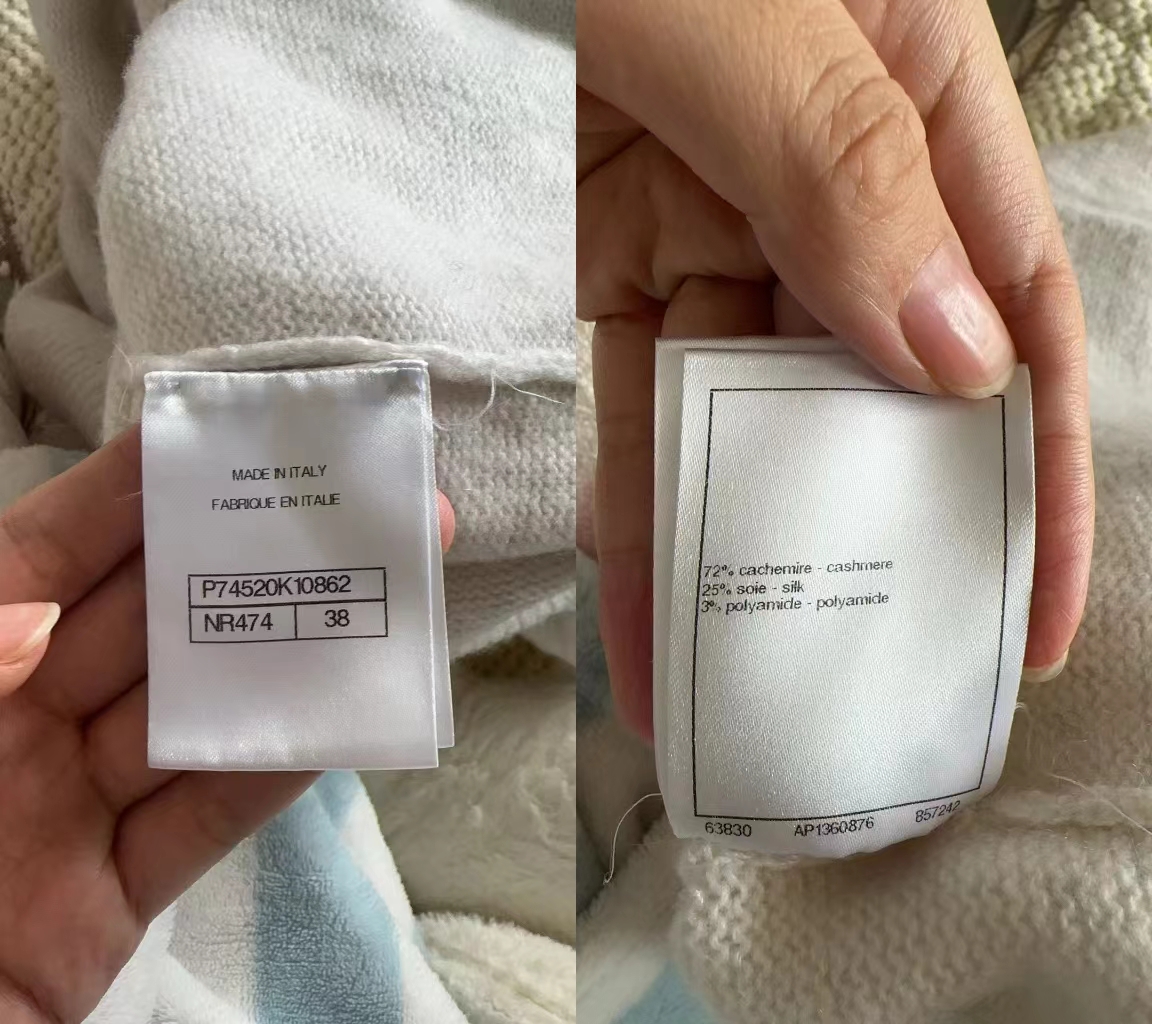 MADE IN ITALY
FABRIQUE EN ITALIE
P74520K10862
NR474 38
72% cachemire - cashmere
25% soie - silk
3% polyamide - polyamide
63830 AP1360876 857242